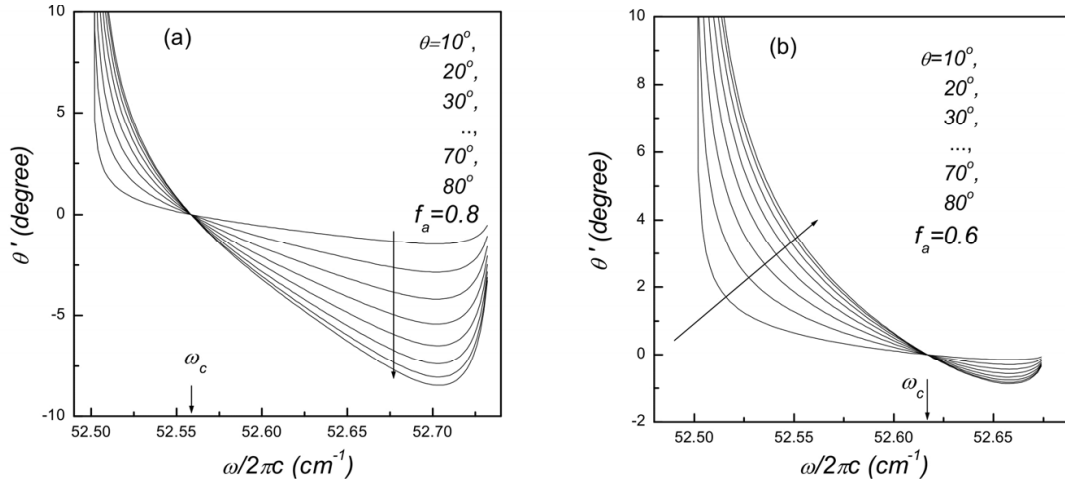 (a)
θ=10°,
20°,
30°,
..,
70°,
80°
f_a=0.8
10
5
0
-5
-10
θ ' (degree)
ω_c
52.50 52.55 52.60 52.65 52.70
ω/2πc (cm⁻¹)
(b)
θ=10°,
20°,
30°,
...,
70°,
80°
f_a=0.6
10
8
6
4
2
0
-2
θ ' (degree)
ω_c
52.50 52.55 52.60 52.65
ω/2πc (cm⁻¹)